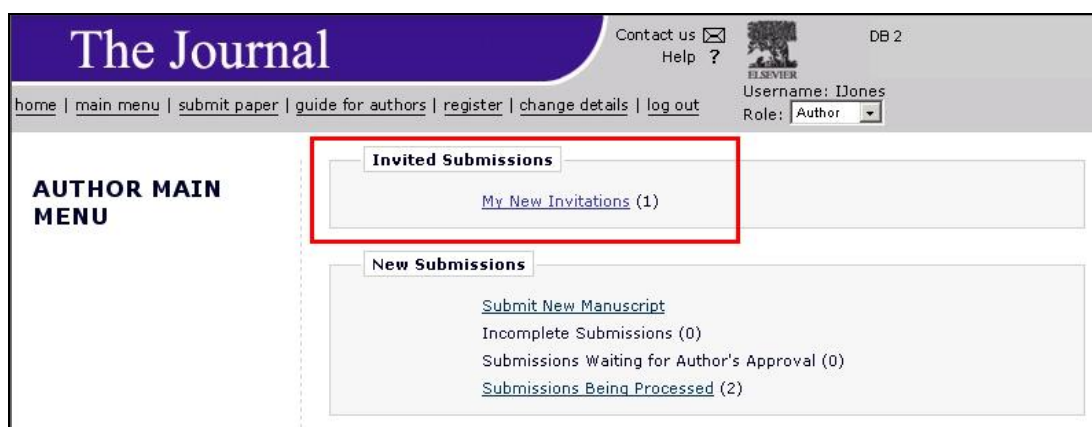 The Journal
Contact us
Help ?
ELSEVIER
DB 2
home | main menu | submit paper | guide for authors | register | change details | log out
Username: IJones
Role: Author
AUTHOR MAIN
MENU
Invited Submissions
My New Invitations (1)
New Submissions
Submit New Manuscript
Incomplete Submissions (0)
Submissions Waiting for Author's Approval (0)
Submissions Being Processed (2)